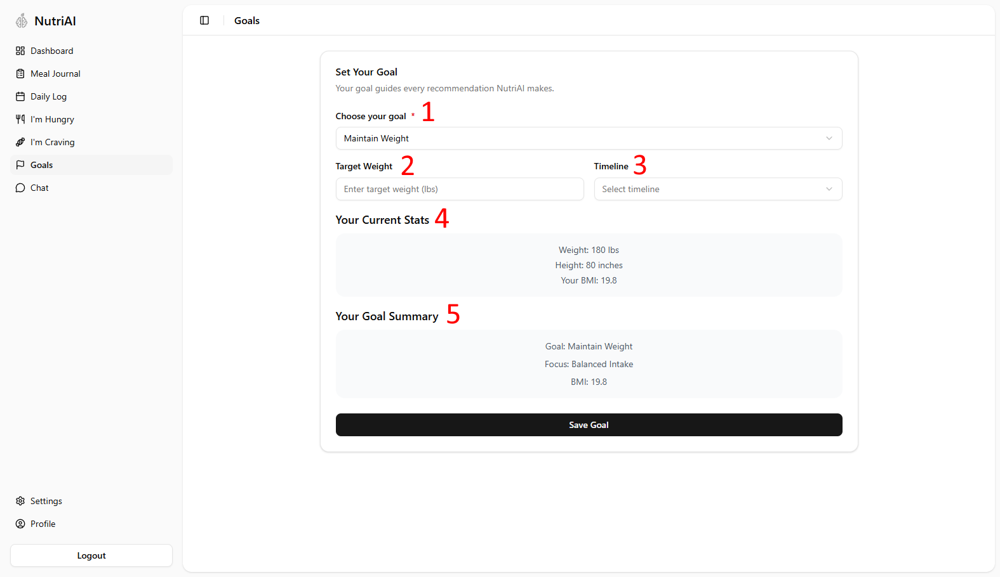 NutriAI
Dashboard
Meal Journal
Daily Log
I'm Hungry
I'm Craving
Goals
Chat
Settings
Profile
Logout
Goals
Set Your Goal
Your goal guides every recommendation NutriAI makes.
Choose your goal * 1
Maintain Weight
Target Weight 2
Enter target weight (lbs)
Timeline 3
Select timeline
Your Current Stats 4
Weight: 180 lbs
Height: 80 inches
Your BMI: 19.8
Your Goal Summary 5
Goal: Maintain Weight
Focus: Balanced Intake
BMI: 19.8
Save Goal